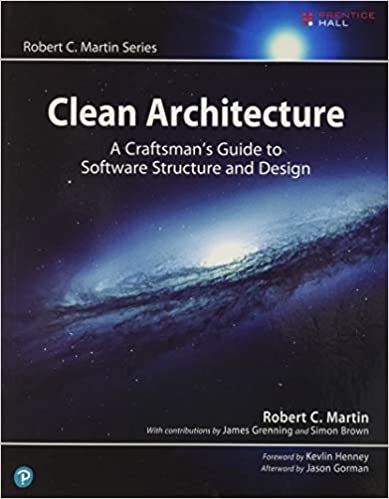 Robert C. Martin Series
PRENTICE
HALL
Clean Architecture
A Craftsman's Guide to
Software Structure and Design
Robert C. Martin
With contributions by James Grenning and Simon Brown
Foreword by Kevlin Henney
Afterword by Jason Gorman
P